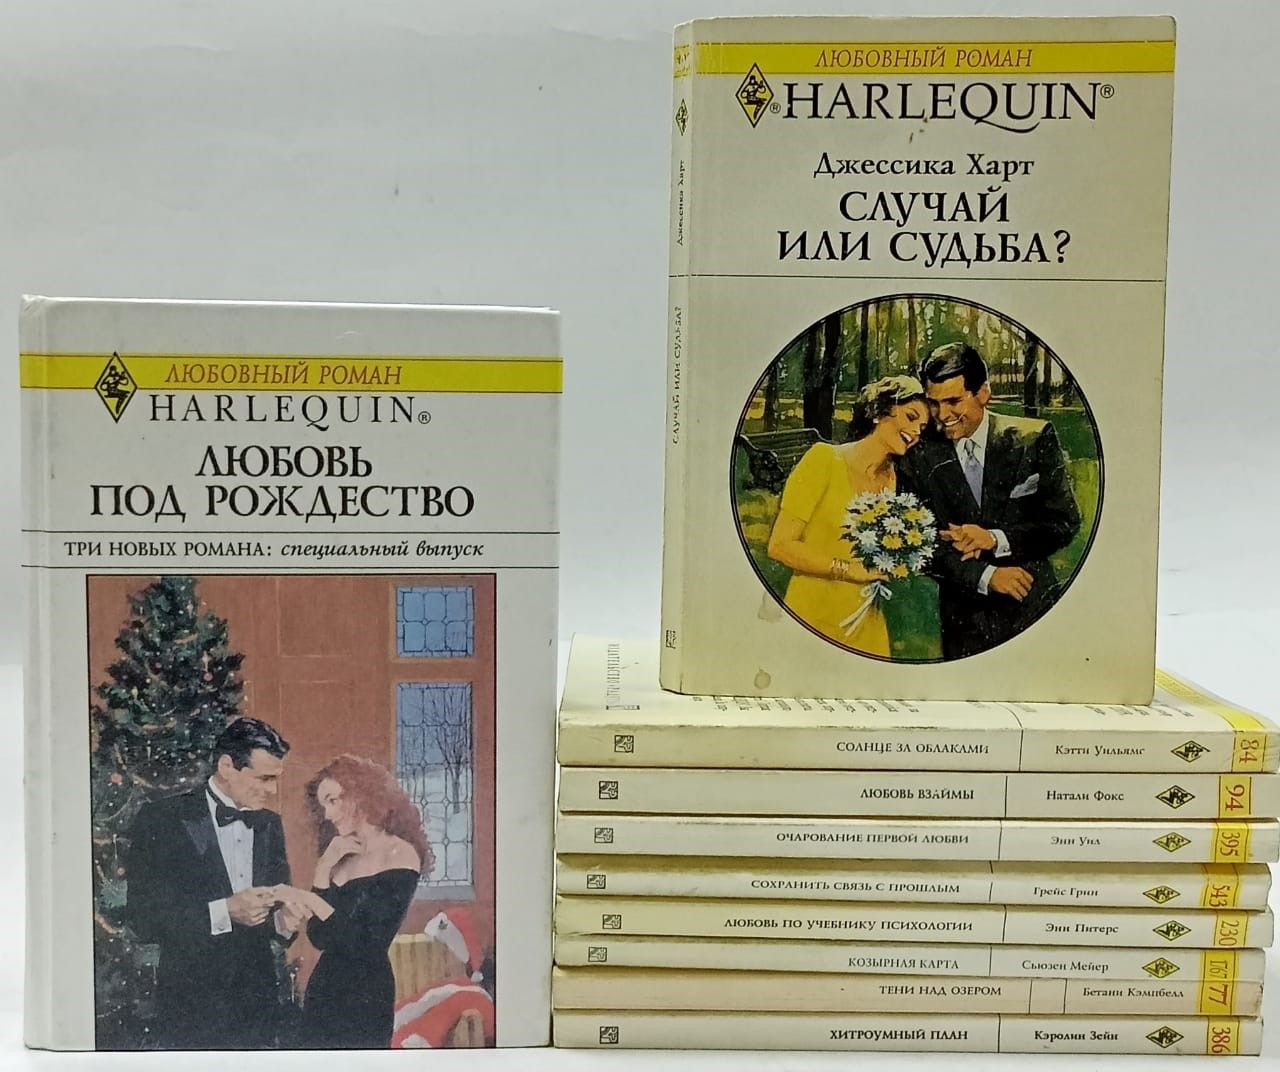 ЛЮБОВНЫЙ РОМАН
HARLEQUIN®
ЛЮБОВЬ
ПОД РОЖДЕСТВО
ТРИ НОВЫХ РОМАНА: специальный выпуск
ЛЮБОВНЫЙ РОМАН
®HARLEQUIN®
Джессика Харт
СЛУЧАЙ
ИЛИ СУДЬБА?
Джессика Харт
СЛУЧАЙ ИЛИ СУДЬБА?
СОЛНЦЕ ЗА ОБЛАКАМИ Кэтти Уильямс 84
ЛЮБОВЬ ВЗАЙМЫ Натали Фокс 94
ОЧАРОВАНИЕ ПЕРВОЙ ЛЮБВИ Энн Уил 395
СОХРАНИТЬ СВЯЗЬ С ПРОШЛЫМ Грейс Грин 543
ЛЮБОВЬ ПО УЧЕБНИКУ ПСИХОЛОГИИ Энн Питерс 230
КОЗЫРНАЯ КАРТА Сьюзен Мейер 167
ТЕНИ НАД ОЗЕРОМ Бетани Кэмпбелл 77
ХИТРОУМНЫЙ ПЛАН Кэролин Зейн 386